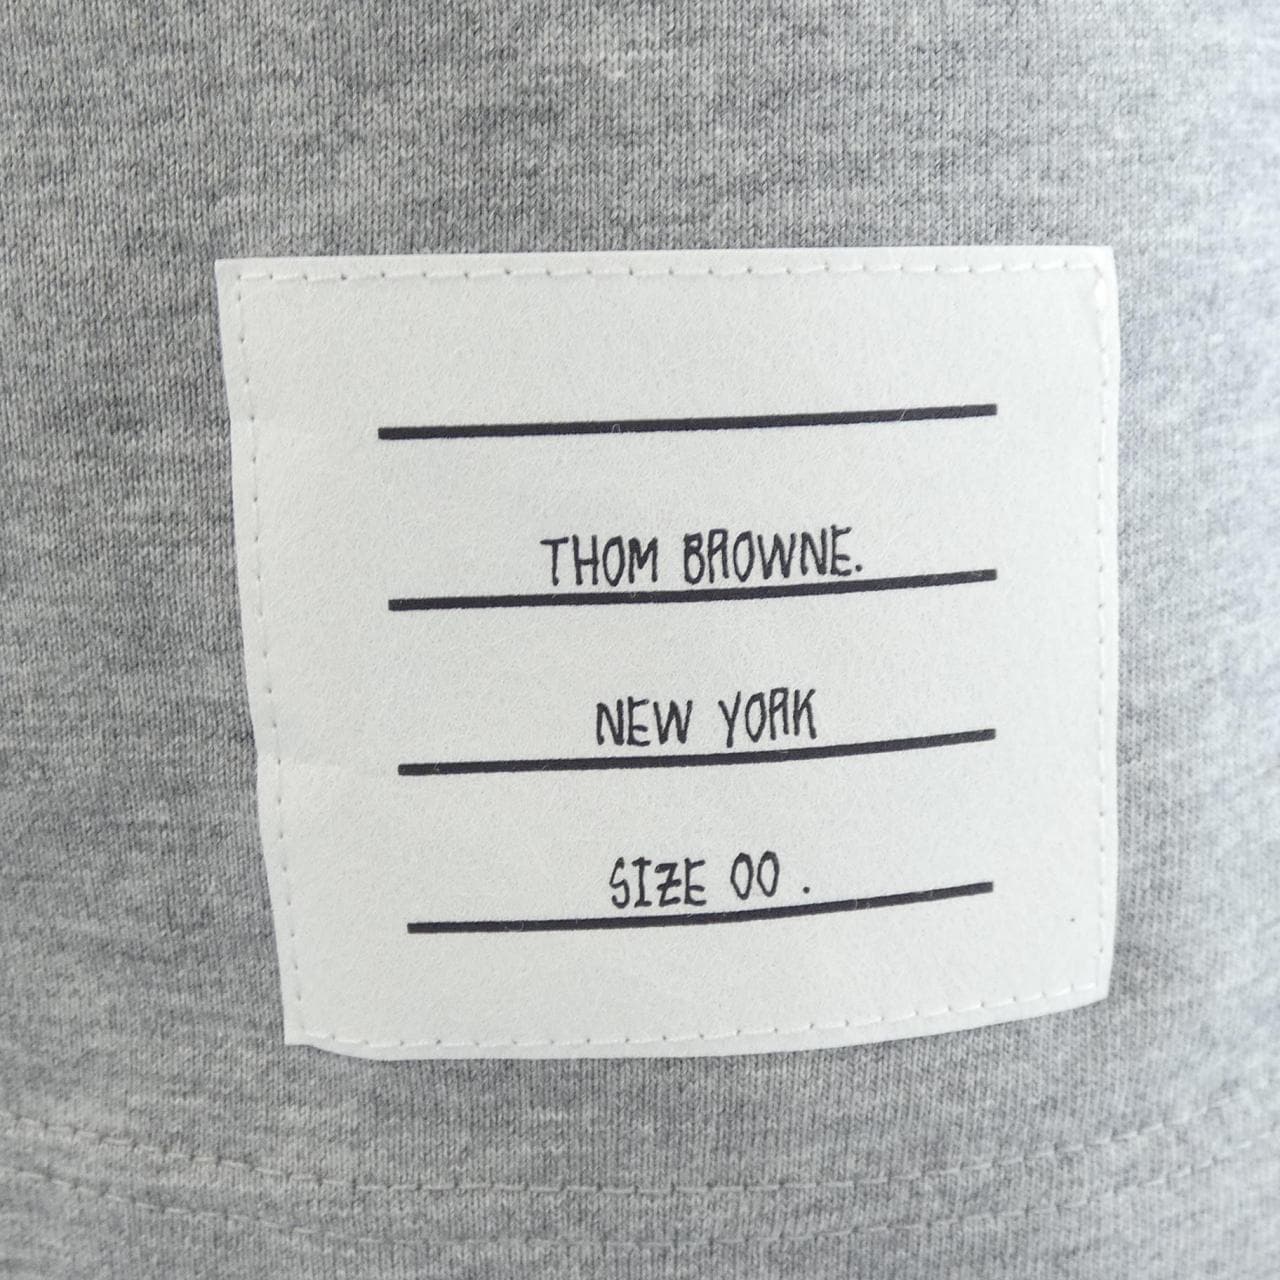 THOM BROWNE.
NEW YORK
SIZE 00 .